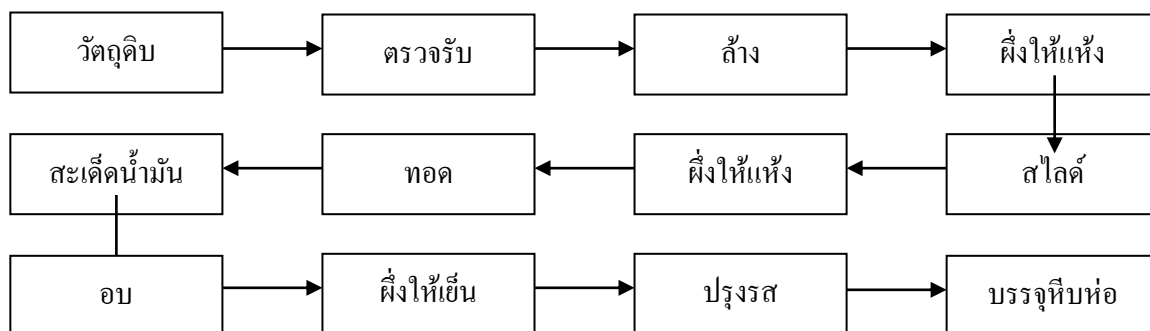 วัตถุดิบ
ตรวจรับ
ล้าง
ผึ่งให้แห้ง
สไลด์
ผึ่งให้แห้ง
ทอด
สะเด็ดน้ำมัน
อบ
ผึ่งให้เย็น
ปรุงรส
บรรจุหีบห่อ